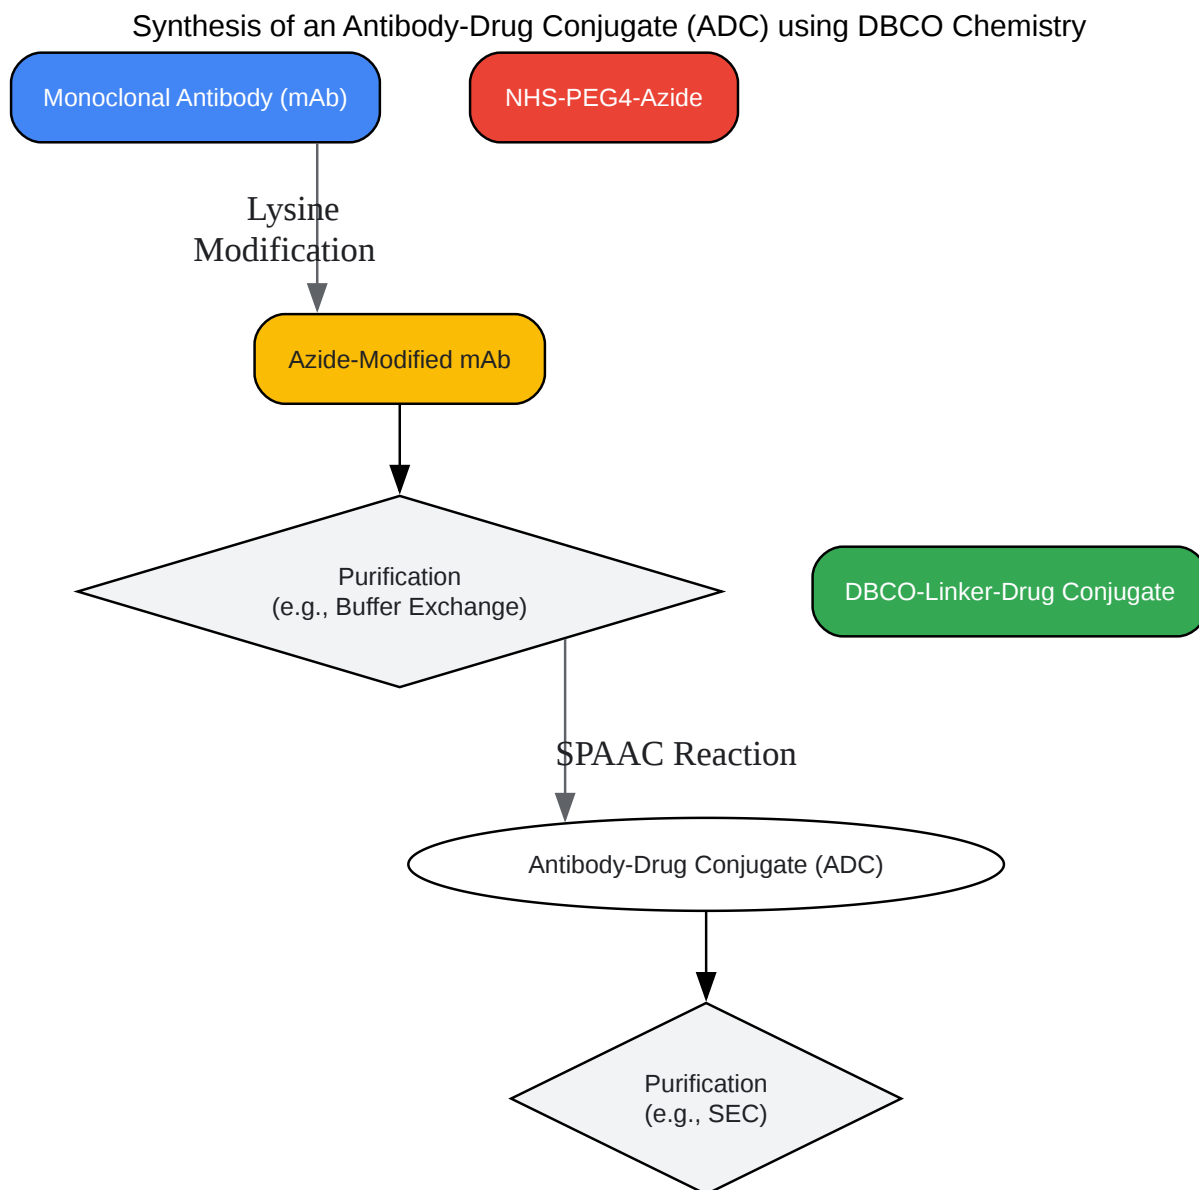 Synthesis of an Antibody-Drug Conjugate (ADC) using DBCO Chemistry
Monoclonal Antibody (mAb)
NHS-PEG4-Azide
Lysine
Modification
Azide-Modified mAb
Purification
(e.g., Buffer Exchange)
DBCO-Linker-Drug Conjugate
SPAAC Reaction
Antibody-Drug Conjugate (ADC)
Purification
(e.g., SEC)